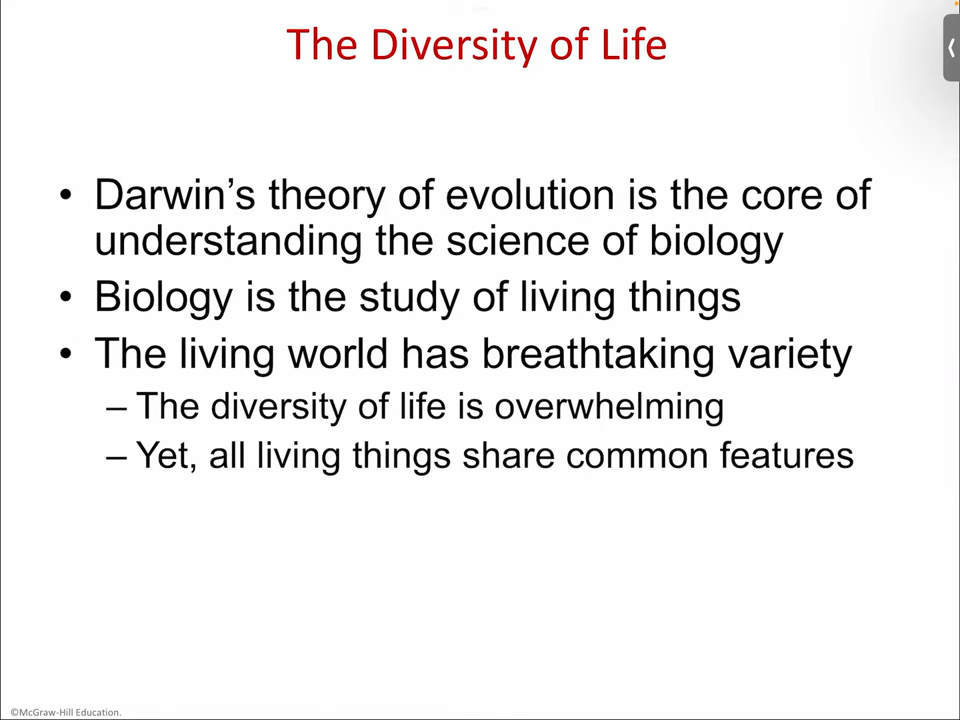 The Diversity of Life
• Darwin’s theory of evolution is the core of
understanding the science of biology
• Biology is the study of living things
• The living world has breathtaking variety
– The diversity of life is overwhelming
– Yet, all living things share common features
©McGraw-Hill Education.